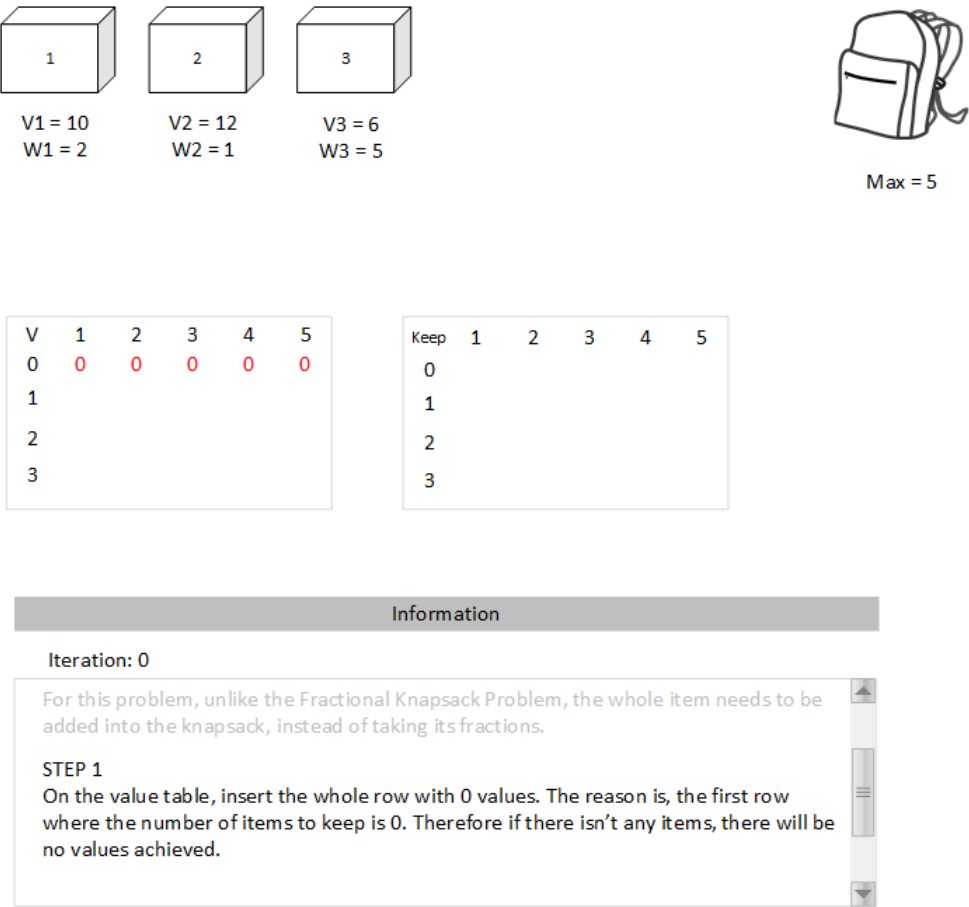 1 2 3
V1 = 10 V2 = 12 V3 = 6
W1 = 2 W2 = 1 W3 = 5
Max = 5
V 1 2 3 4 5
0 0 0 0 0 0
1
2
3
Keep 1 2 3 4 5
0
1
2
3
Information
Iteration: 0
For this problem, unlike the Fractional Knapsack Problem, the whole item needs to be
added into the knapsack, instead of taking its fractions.
STEP 1
On the value table, insert the whole row with 0 values. The reason is, the first row
where the number of items to keep is 0. Therefore if there isn't any items, there will be
no values achieved.